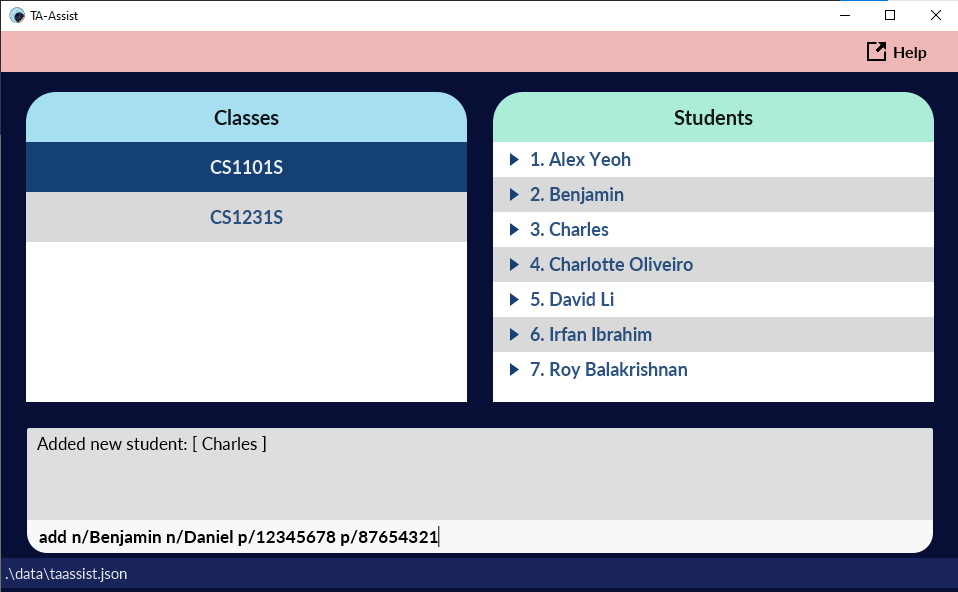 TA-Assist
Help
Classes
CS1101S
CS1231S
Students
1. Alex Yeoh
2. Benjamin
3. Charles
4. Charlotte Oliveiro
5. David Li
6. Irfan Ibrahim
7. Roy Balakrishnan
Added new student: [ Charles ]
add n/Benjamin n/Daniel p/12345678 p/87654321
.\data\taassist.json